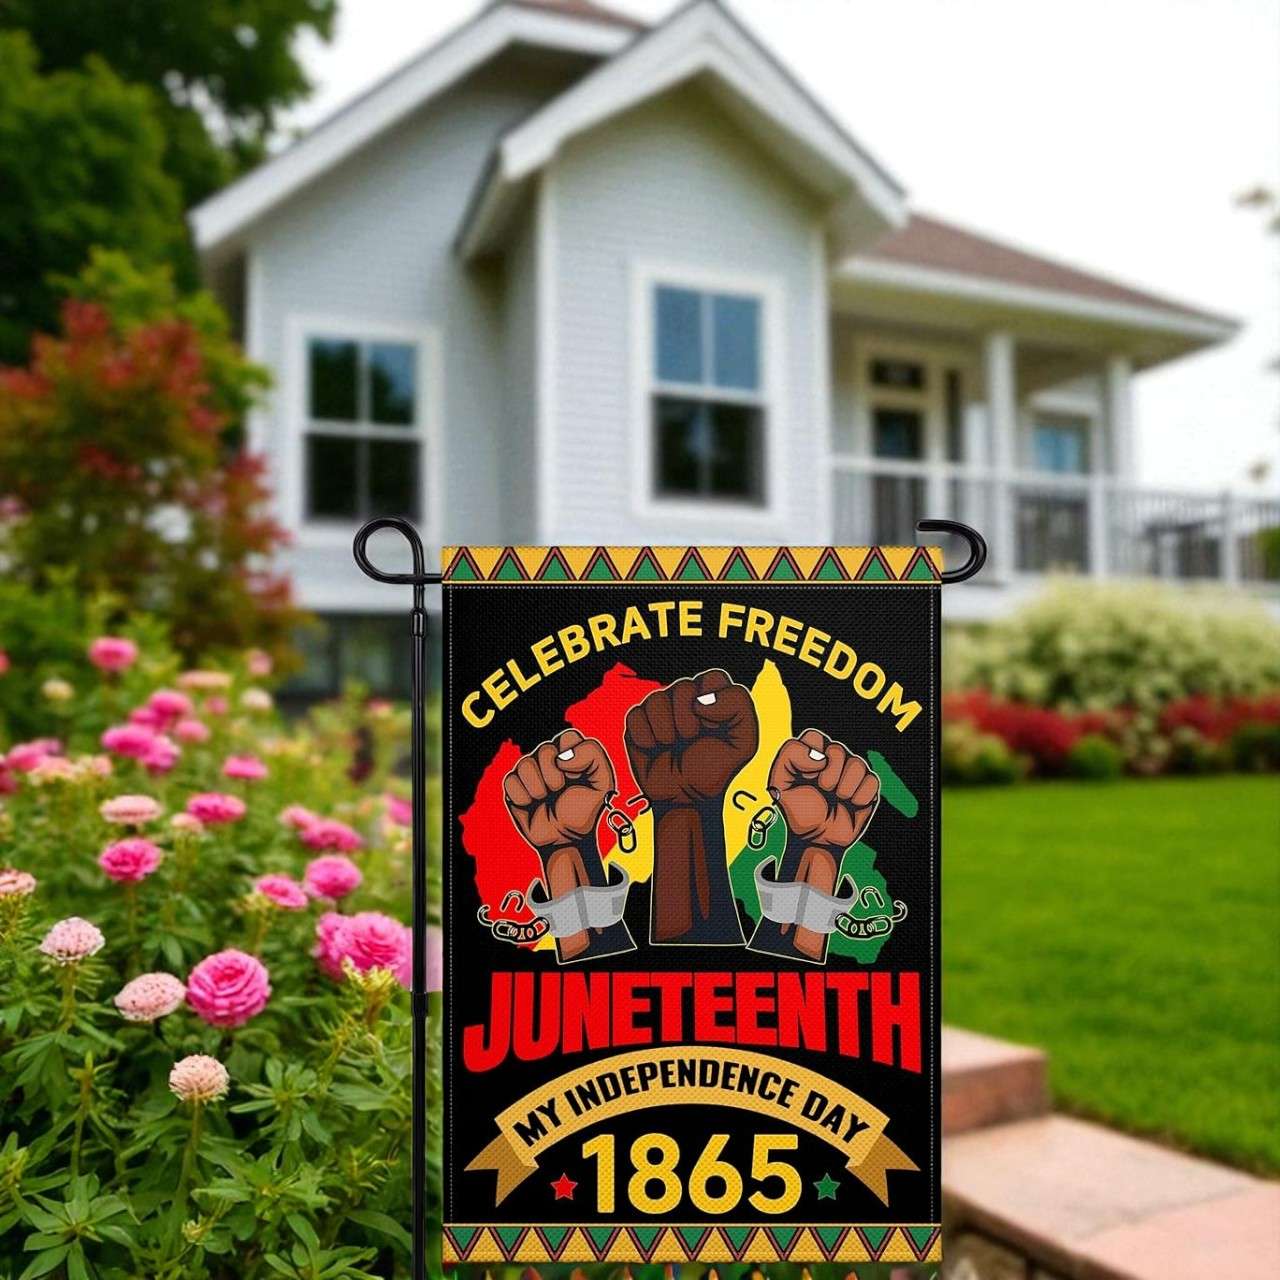 CELEBRATE FREEDOM
JUNETEENTH
MY INDEPENDENCE DAY
1865